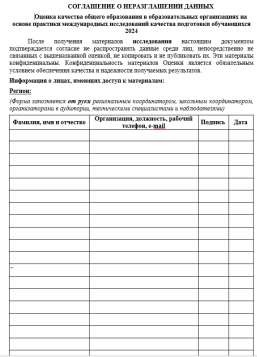 СОГЛАШЕНИЕ О НЕРАЗГЛАШЕНИИ ДАННЫХ
Оценка качества общего образования в образовательных организациях на
основе практики международных исследований качества подготовки обучающихся
2024
После получения материалов исследования настоящим документом
подтверждается согласие не распространять данные среди лиц, непосредственно не
связанных с вышеназванной оценкой, не копировать и не публиковать их. Эти материалы
конфиденциальны. Конфиденциальность материалов Оценки является обязательным
условием обеспечения качества и надежности получаемых результатов.
Информация о лицах, имеющих доступ к материалам:
Регион:
(Форма заполняется от руки региональным координатором, школьным координатором,
организаторами в аудитории, техническими специалистами и наблюдателями)
Фамилия, имя и отчество
Организация, должность, рабочий
телефон, e-mail
Подпись
Дата